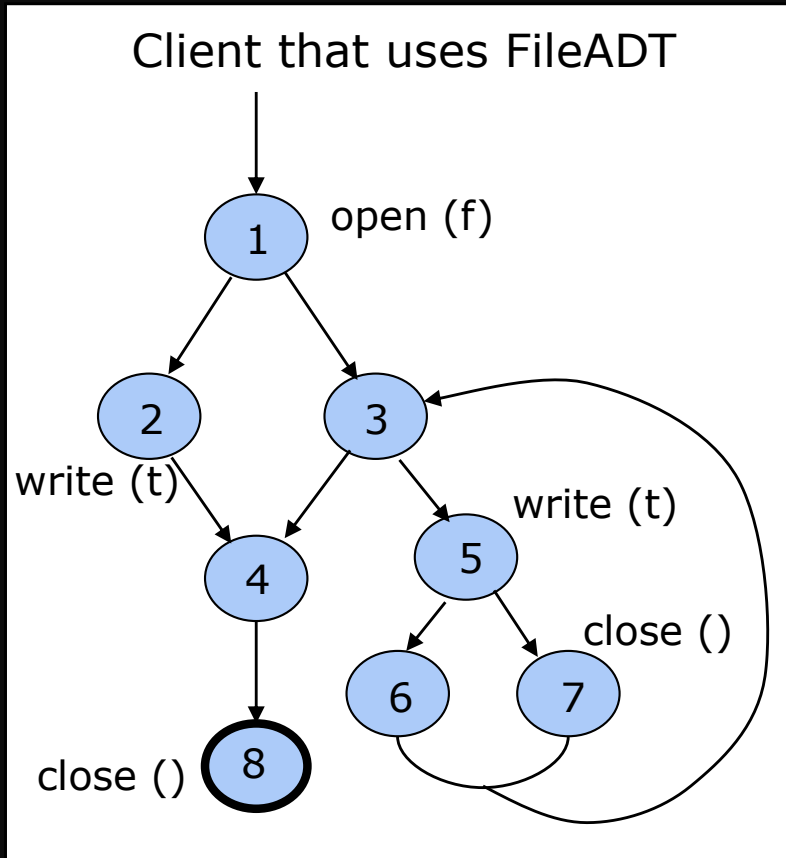 Client that uses FileADT
1
open (f)
2
3
write (t)
write (t)
4
5
close ()
6
7
8
close ()